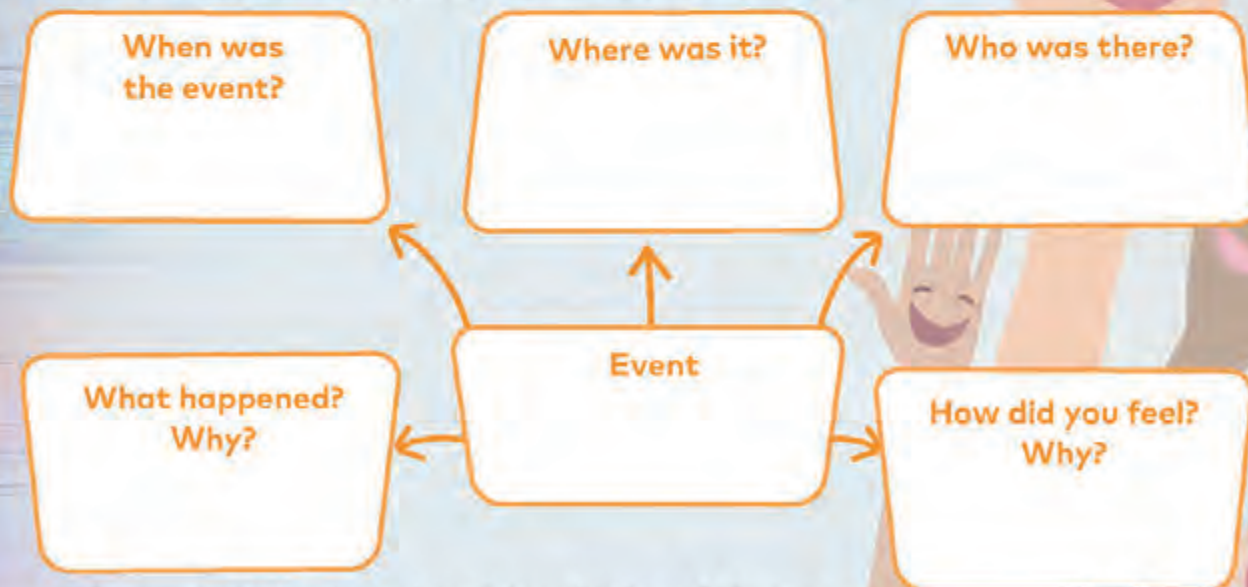 When was
the event?
Where was it?
Who was there?
Event
What happened?
Why?
How did you feel?
Why?